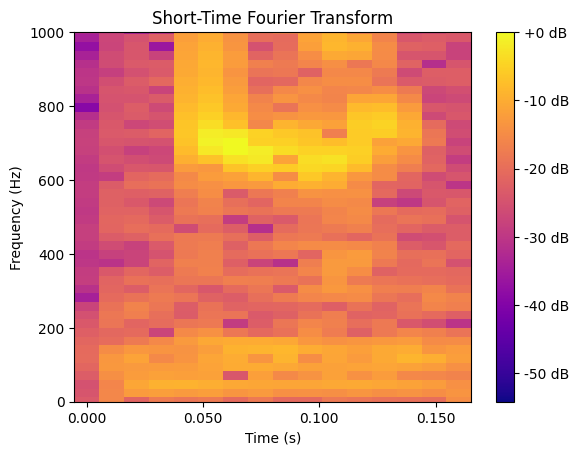 Short-Time Fourier Transform
Frequency (Hz)
1000
800
600
400
200
0
0.000
0.050
0.100
0.150
Time (s)
+0 dB
-10 dB
-20 dB
-30 dB
-40 dB
-50 dB